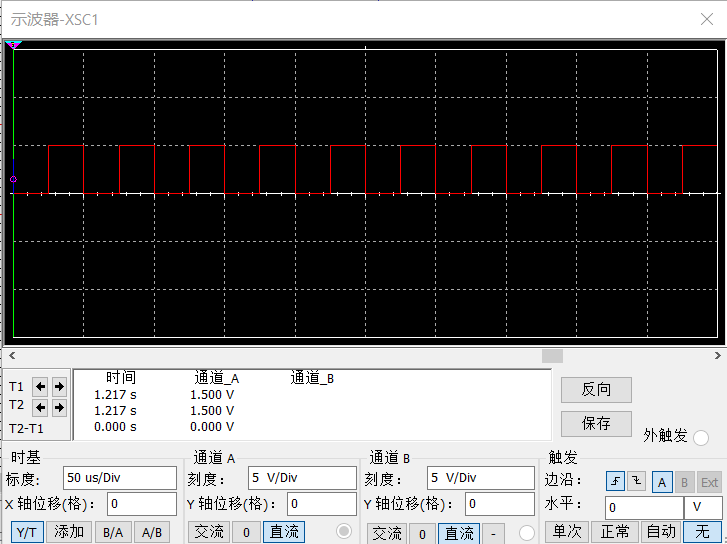 示波器-XSC1
时间 通道_A 通道_B
T1 1.217 s 1.500 V
T2 1.217 s 1.500 V
T2-T1 0.000 s 0.000 V
反向
保存
外触发
时基
标度: 50 us/Div
X 轴位移(格): 0
Y/T 添加 B/A A/B
通道 A
刻度: 5 V/Div
Y 轴位移(格): 0
交流 0 直流
通道 B
刻度: 5 V/Div
Y 轴位移(格): 0
交流 0 直流 -
触发
边沿: A B Ext
水平: 0 V
单次 正常 自动 无